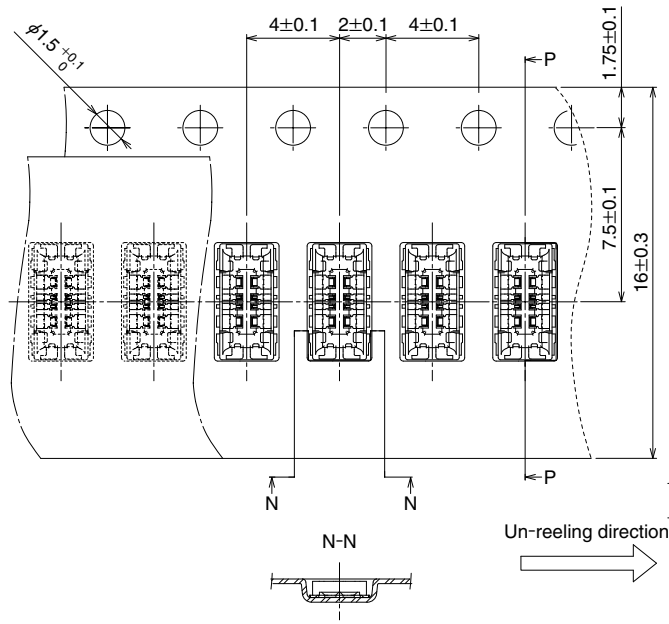 4±0.1 2±0.1 4±0.1
φ1.5 +0.1 0
P
1.75±0.1
7.5±0.1
16±0.3
N N P
N-N
Un-reeling direction